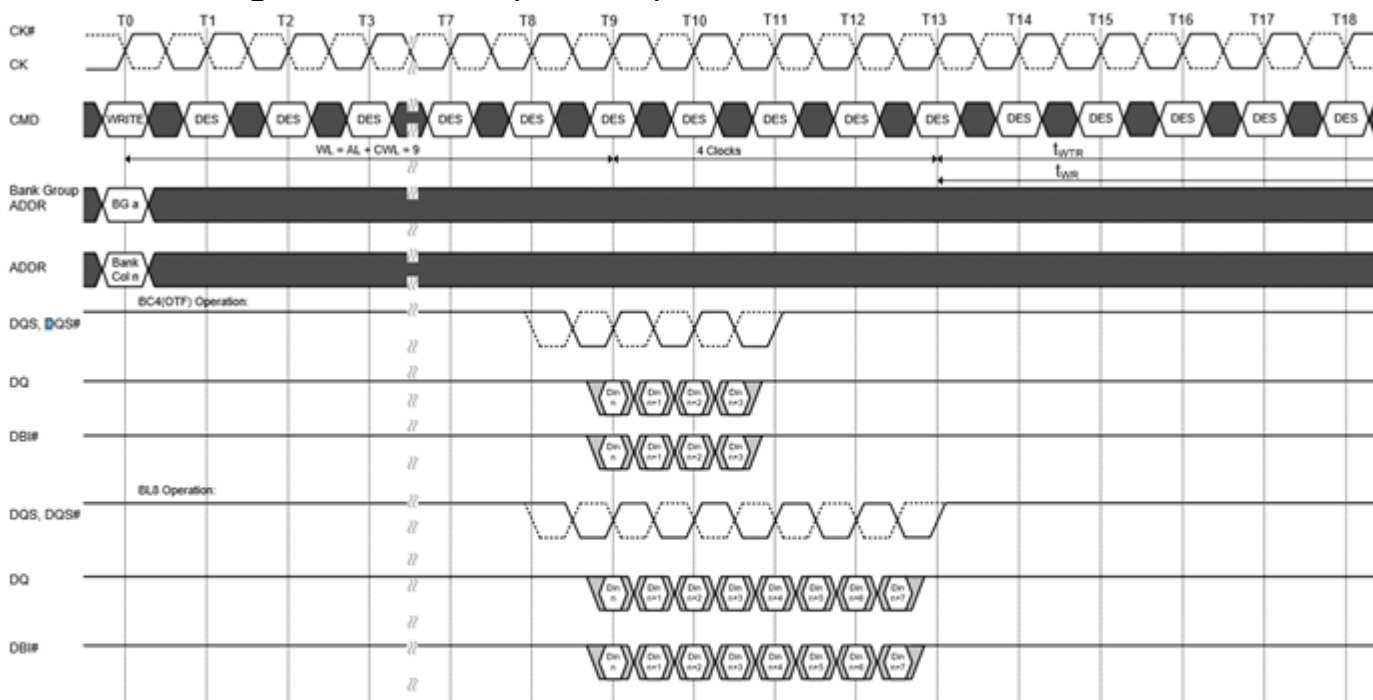 T0 T1 T2 T3 T7 T8 T9 T10 T11 T12 T13 T14 T15 T16 T17 T18
CK#
CK
CMD WRITE DES DES DES DES DES DES DES DES DES DES DES DES DES DES DES
WL = AL + CWL = 9 4 Clocks tWTR
tWR
Bank Group
ADDR BG a
ADDR Bank
Col n
BC4(OTF) Operation:
DQS, DQS#
DQ Din n Din n+1 Din n+2 Din n+3
DBI# Din n Din n+1 Din n+2 Din n+3
BL8 Operation:
DQS, DQS#
DQ Din n Din n+1 Din n+2 Din n+3 Din n+4 Din n+5 Din n+6 Din n+7
DBI# Din n Din n+1 Din n+2 Din n+3 Din n+4 Din n+5 Din n+6 Din n+7